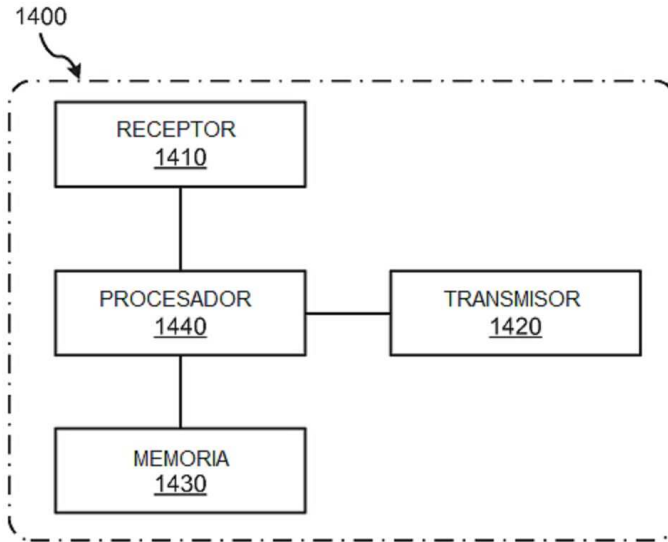 1400
RECEPTOR
1410
PROCESADOR
1440
TRANSMISOR
1420
MEMORIA
1430